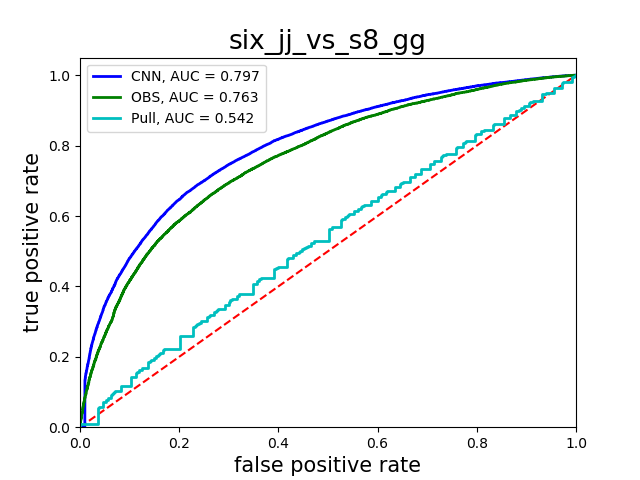 six_jj_vs_s8_gg
CNN, AUC = 0.797
OBS, AUC = 0.763
Pull, AUC = 0.542
true positive rate
1.0
0.8
0.6
0.4
0.2
0.0
0.0 0.2 0.4 0.6 0.8 1.0
false positive rate